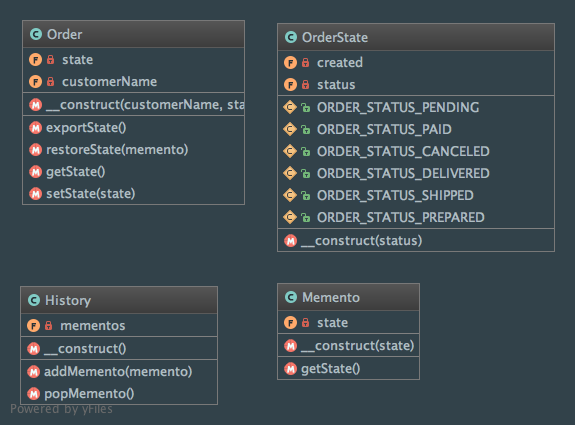 Order
state
customerName
__construct(customerName, sta
exportState()
restoreState(memento)
getState()
setState(state)
OrderState
created
status
ORDER_STATUS_PENDING
ORDER_STATUS_PAID
ORDER_STATUS_CANCELED
ORDER_STATUS_DELIVERED
ORDER_STATUS_SHIPPED
ORDER_STATUS_PREPARED
__construct(status)
History
mementos
__construct()
addMemento(memento)
popMemento()
Memento
state
__construct(state)
getState()
Powered by yFiles